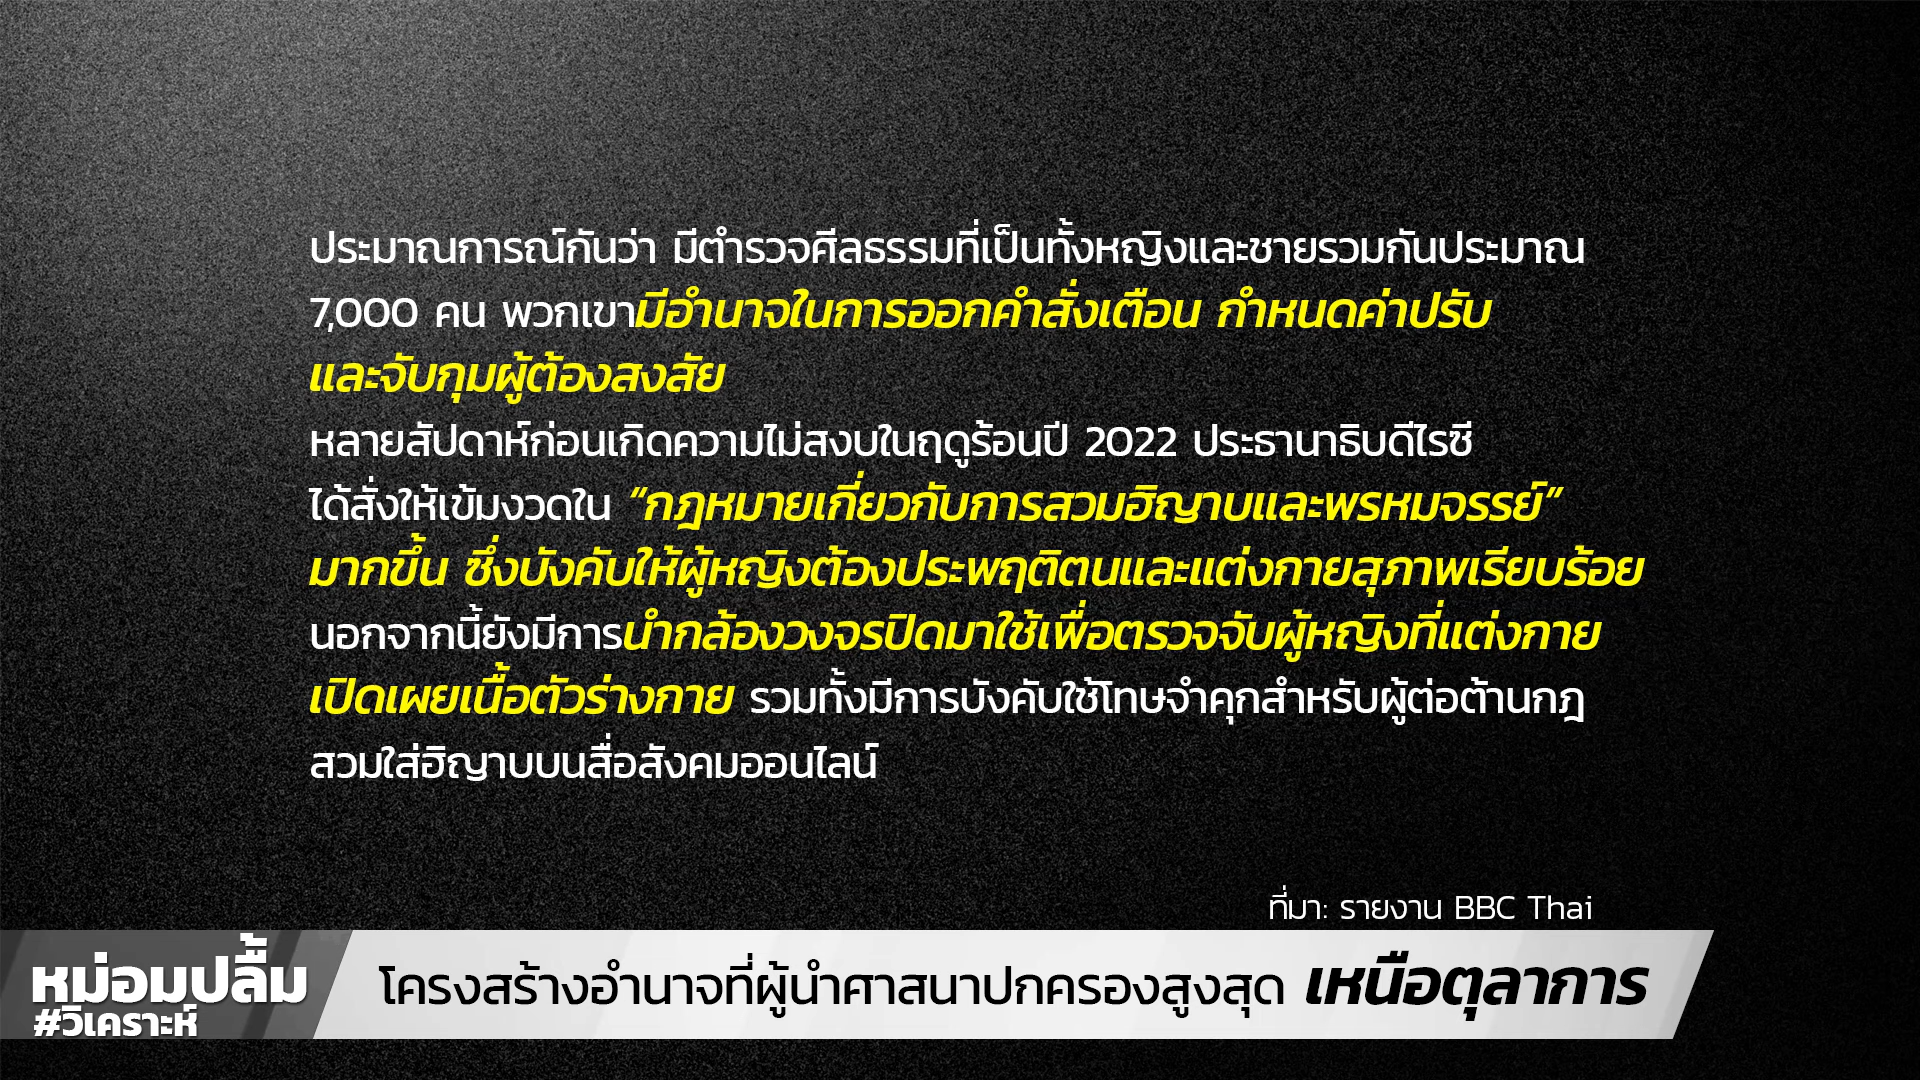 ประมาณการณ์กันว่า มีตำรวจศีลธรรมที่เป็นทั้งหญิงและชายรวมกันประมาณ
7,000 คน พวกเขามีอำนาจในการออกคำสั่งเตือน กำหนดค่าปรับ
และจับกุมผู้ต้องสงสัย
หลายสัปดาห์ก่อนเกิดความไม่สงบในฤดูร้อนปี 2022 ประธานาธิบดีไรซี
ได้สั่งให้เข้มงวดใน “กฎหมายเกี่ยวกับการสวมฮิญาบและพรหมจรรย์”
มากขึ้น ซึ่งบังคับให้ผู้หญิงต้องประพฤติตนและแต่งกายสุภาพเรียบร้อย
นอกจากนี้ยังมีการนำกล้องวงจรปิดมาใช้เพื่อตรวจจับผู้หญิงที่แต่งกาย
เปิดเผยเนื้อตัวร่างกาย รวมทั้งมีการบังคับใช้โทษจำคุกสำหรับผู้ต่อต้านกฎ
สวมใส่ฮิญาบบนสื่อสังคมออนไลน์
ที่มา: รายงาน BBC Thai
หม่อมปลื้ม
#วิเคราะห์
โครงสร้างอำนาจที่ผู้นำศาสนาปกครองสูงสุด เหนือตุลาการ